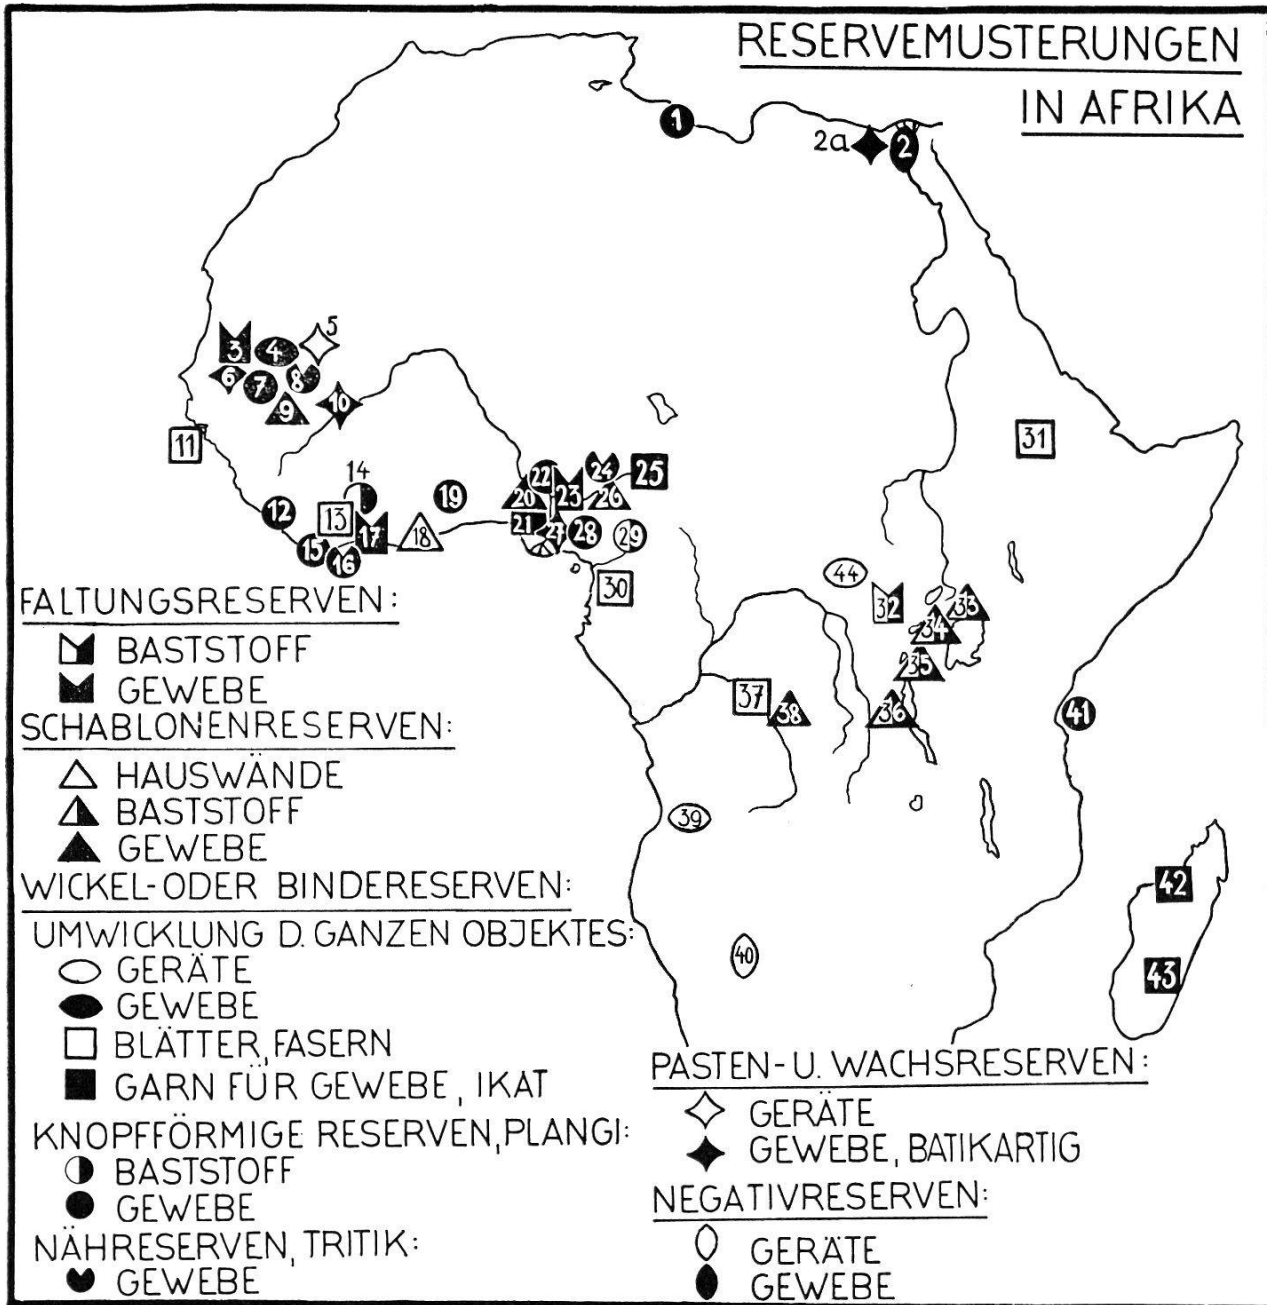 RESERVEMUSTERUNGEN
IN AFRIKA
1
2a
2
5
3
4
6
7
8
9
10
11
14
12
13
19
15
16
17
18
22
24
25
20
23
26
21
27
28
29
30
31
44
32
33
34
35
37
38
36
41
39
42
40
43
FALTUNGSRESERVEN:
BASTSTOFF
GEWEBE
SCHABLONENRESERVEN:
HAUSWÄNDE
BASTSTOFF
GEWEBE
WICKEL-ODER BINDERESERVEN:
UMWICKLUNG D. GANZEN OBJEKTES:
GERÄTE
GEWEBE
BLÄTTER, FASERN
GARN FÜR GEWEBE, IKAT
KNOPFFÖRMIGE RESERVEN, PLANGI:
BASTSTOFF
GEWEBE
NÄHRESERVEN, TRITIK:
GEWEBE
PASTEN-U. WACHSRESERVEN:
GERÄTE
GEWEBE, BATIKARTIG
NEGATIVRESERVEN:
GERÄTE
GEWEBE